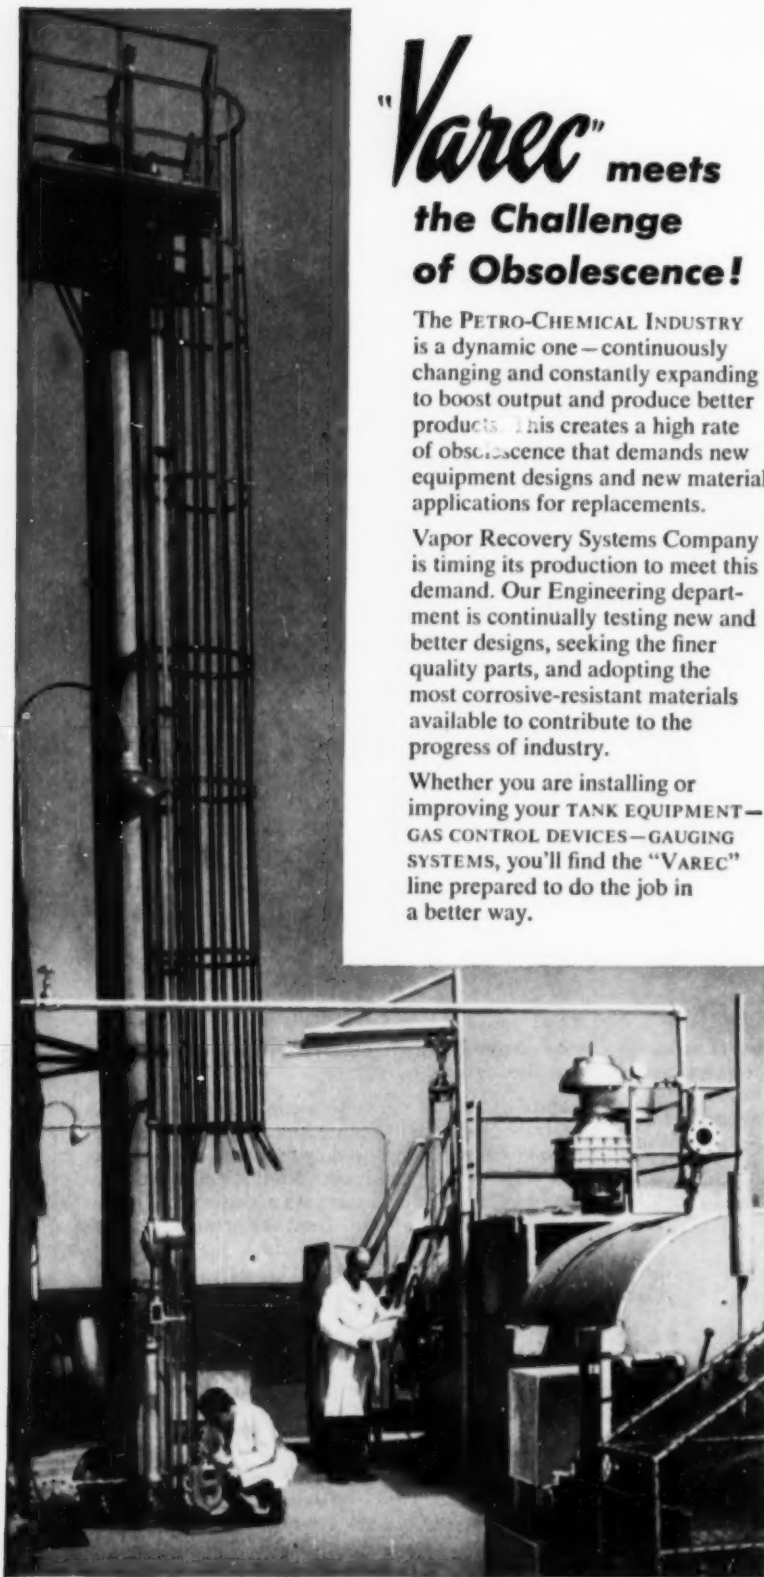 "Varec" meets
the Challenge
of Obsolescence!
The PETRO-CHEMICAL INDUSTRY
is a dynamic one—continuously
changing and constantly expanding
to boost output and produce better
products. This creates a high rate
of obsolescence that demands new
equipment designs and new material
applications for replacements.
Vapor Recovery Systems Company
is timing its production to meet this
demand. Our Engineering depart-
ment is continually testing new and
better designs, seeking the finer
quality parts, and adopting the
most corrosive-resistant materials
available to contribute to the
progress of industry.
Whether you are installing or
improving your TANK EQUIPMENT—
GAS CONTROL DEVICES—GAUGING
SYSTEMS, you'll find the "VAREC"
line prepared to do the job in
a better way.